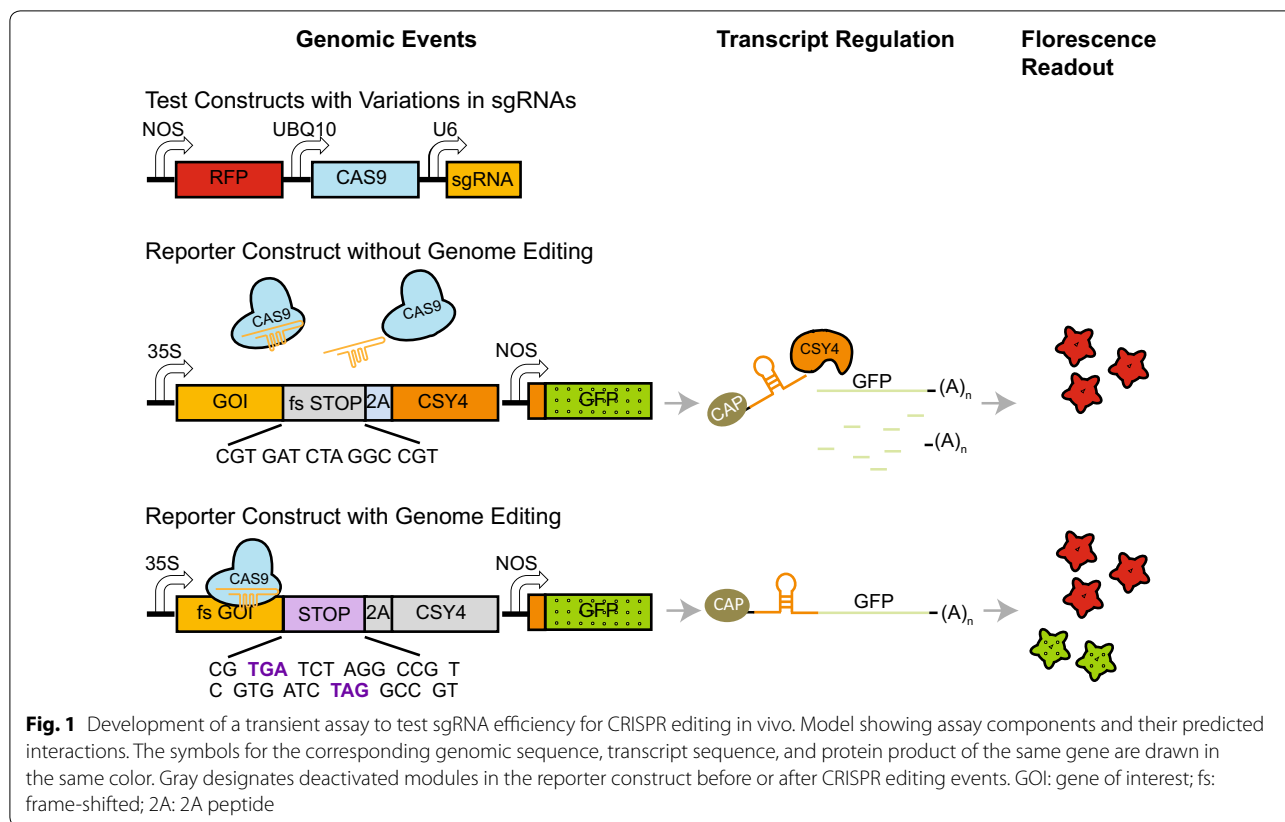 Genomic Events
Transcript Regulation
Florescence
Readout
Test Constructs with Variations in sgRNAs
NOS UBQ10 U6
RFP CAS9 sgRNA
Reporter Construct without Genome Editing
CAS9 CAS9
35S NOS
GOI fs STOP 2A CSY4 GFP
CGT GAT CTA GGC CGT
CSY4
CAP GFP (A)n
(A)n
Reporter Construct with Genome Editing
35S CAS9 NOS
fs GOI STOP 2A CSY4 GFP
CG TGA TCT AGG CCG T
C GTG ATC TAG GCC GT
CAP GFP (A)n
Fig. 1 Development of a transient assay to test sgRNA efficiency for CRISPR editing in vivo. Model showing assay components and their predicted
interactions. The symbols for the corresponding genomic sequence, transcript sequence, and protein product of the same gene are drawn in
the same color. Gray designates deactivated modules in the reporter construct before or after CRISPR editing events. GOI: gene of interest; fs:
frame-shifted; 2A: 2A peptide